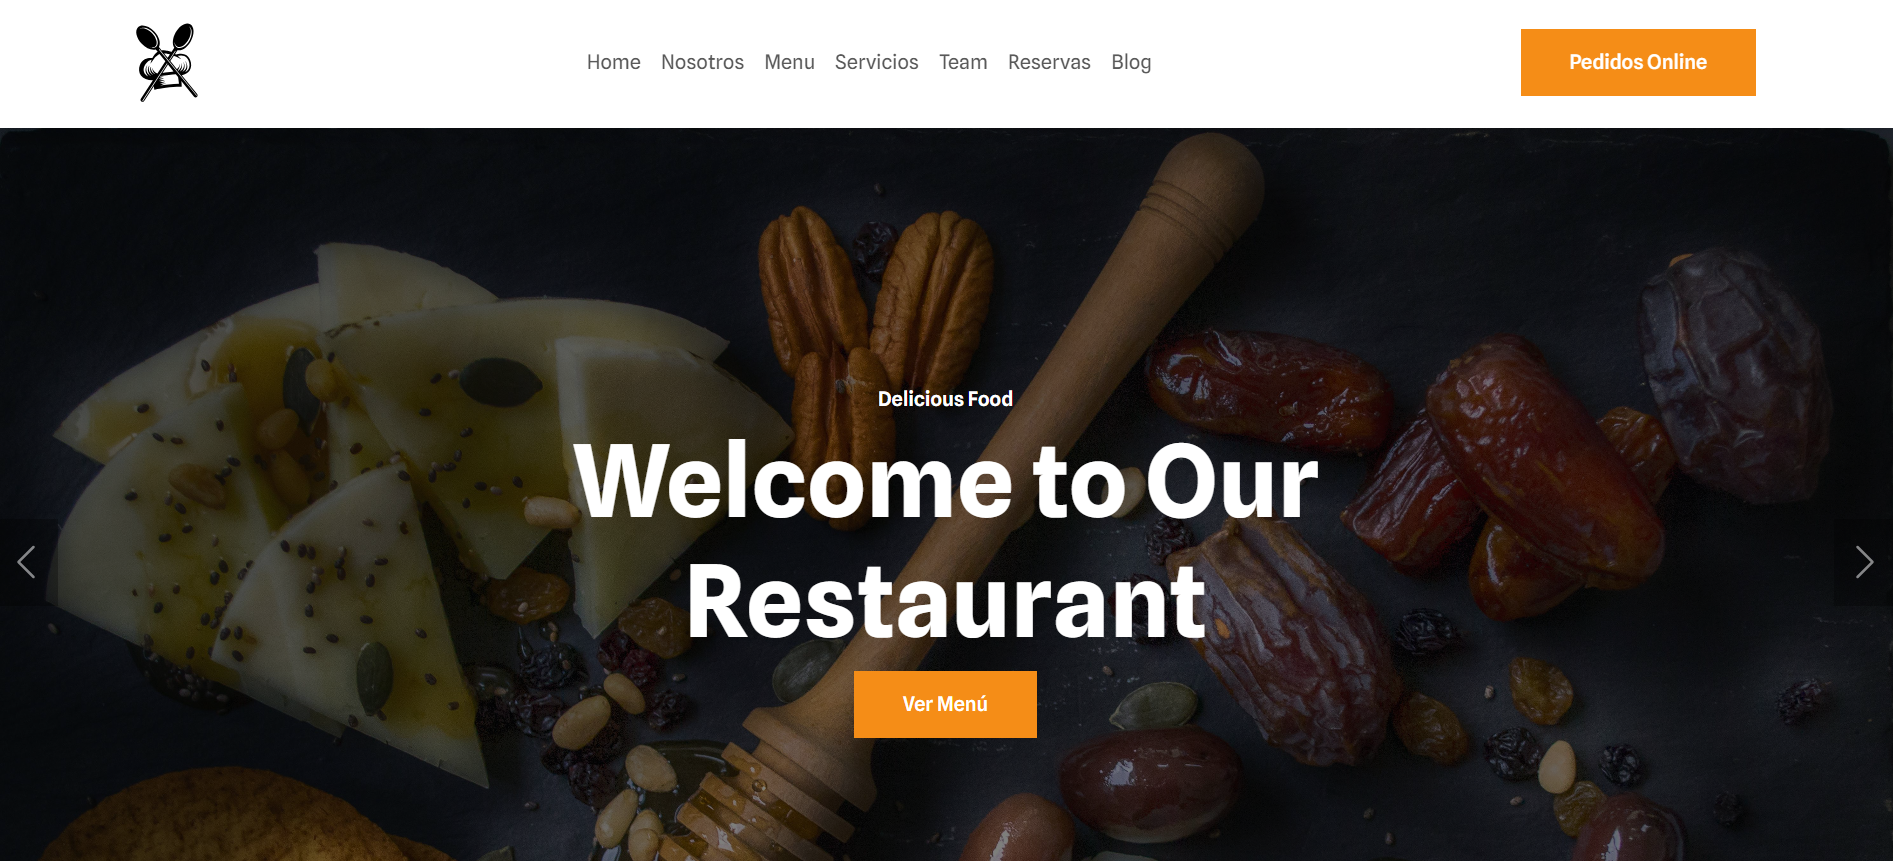 Home Nosotros Menu Servicios Team Reservas Blog
Pedidos Online
Delicious Food
Welcome to Our
Restaurant
Ver Menú